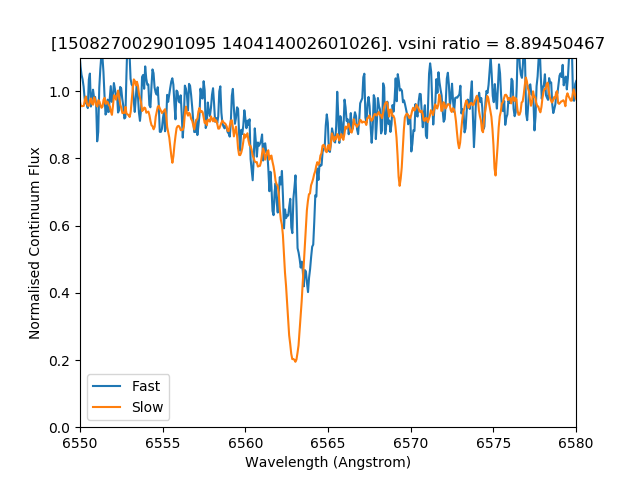 [150827002901095 140414002601026]. vsini ratio = 8.89450467
1.0
0.8
0.6
0.4
0.2
0.0
Normalised Continuum Flux
Fast
Slow
6550 6555 6560 6565 6570 6575 6580
Wavelength (Angstrom)